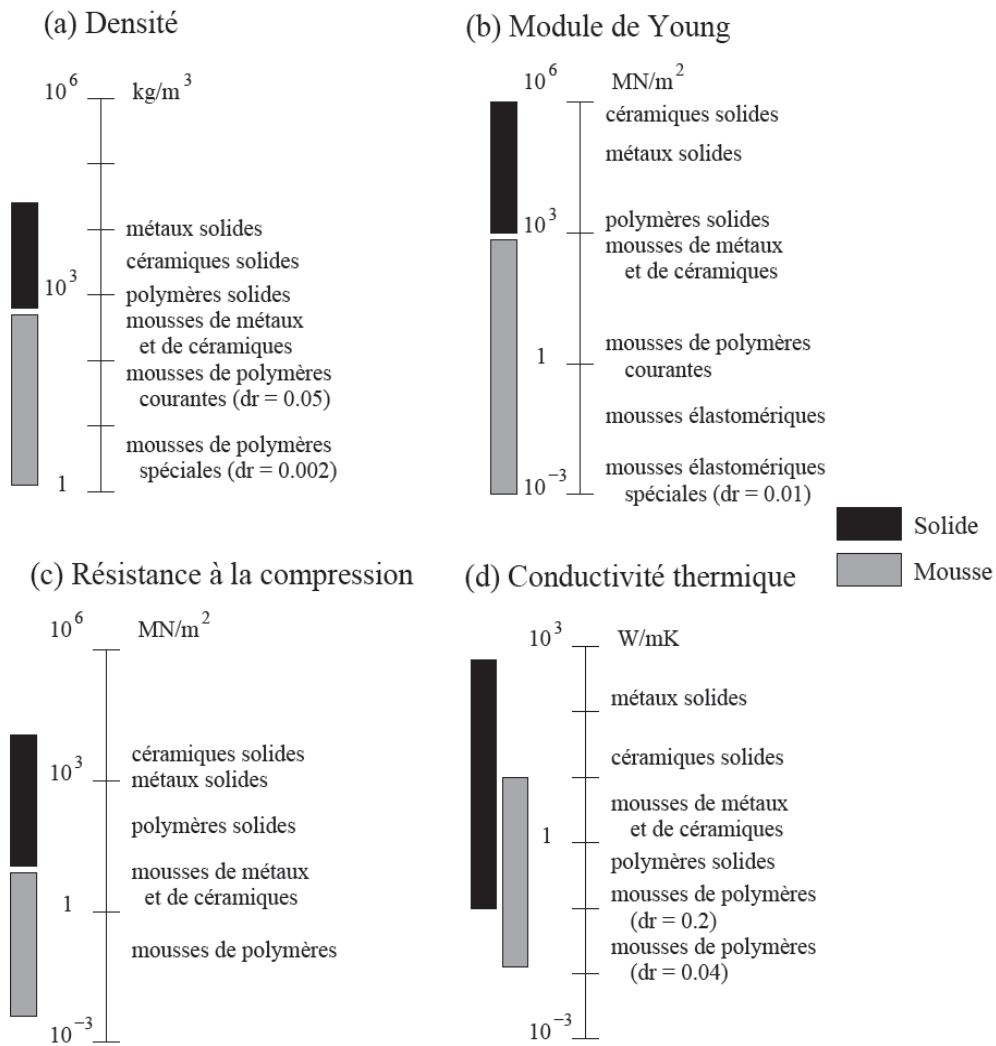 (a) Densité
10^6 kg/m^3
métaux solides
céramiques solides
10^3 polymères solides
mousses de métaux
et de céramiques
mousses de polymères
courantes (dr = 0.05)
mousses de polymères
spéciales (dr = 0.002)
1
(b) Module de Young
10^6 MN/m^2
céramiques solides
métaux solides
10^3 polymères solides
mousses de métaux
et de céramiques
1 mousses de polymères
courantes
mousses élastomériques
mousses élastomériques
10^−3 spéciales (dr = 0.01)
Solide
Mousse
(c) Résistance à la compression
10^6 MN/m^2
céramiques solides
10^3 métaux solides
polymères solides
mousses de métaux
1 et de céramiques
mousses de polymères
10^−3
(d) Conductivité thermique
10^3 W/mK
métaux solides
céramiques solides
mousses de métaux
1 et de céramiques
polymères solides
mousses de polymères
(dr = 0.2)
mousses de polymères
(dr = 0.04)
10^−3